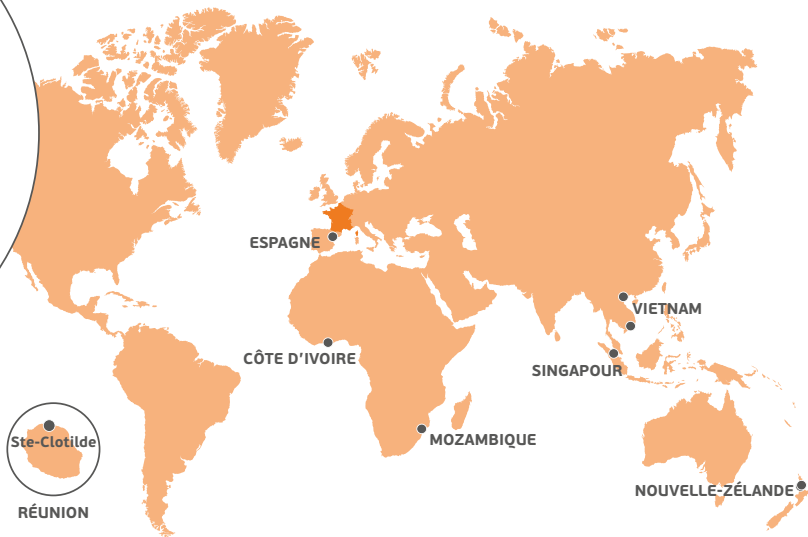 ESPAGNE
VIETNAM
CÔTE D'IVOIRE
SINGAPOUR
Ste-Clotilde
MOZAMBIQUE
NOUVELLE-ZÉLANDE
RÉUNION